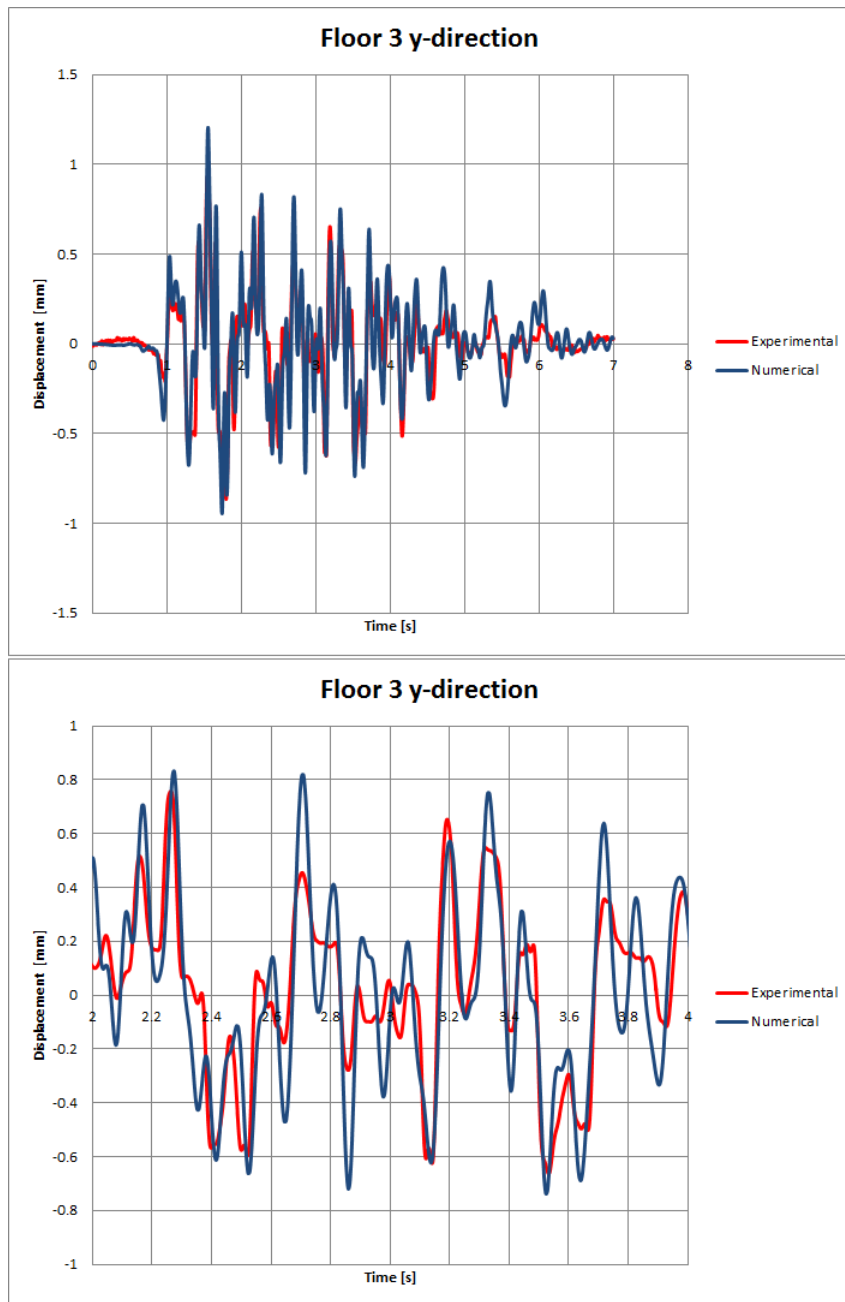 Floor 3 y-direction
1.5
1
0.5
0
-0.5
-1
-1.5
0 1 2 3 4 5 6 7 8
Displacement [mm]
Time [s]
Experimental
Numerical
Floor 3 y-direction
1
0.8
0.6
0.4
0.2
0
-0.2
-0.4
-0.6
-0.8
-1
2 2.2 2.4 2.6 2.8 3 3.2 3.4 3.6 3.8 4
Displacement [mm]
Time [s]
Experimental
Numerical